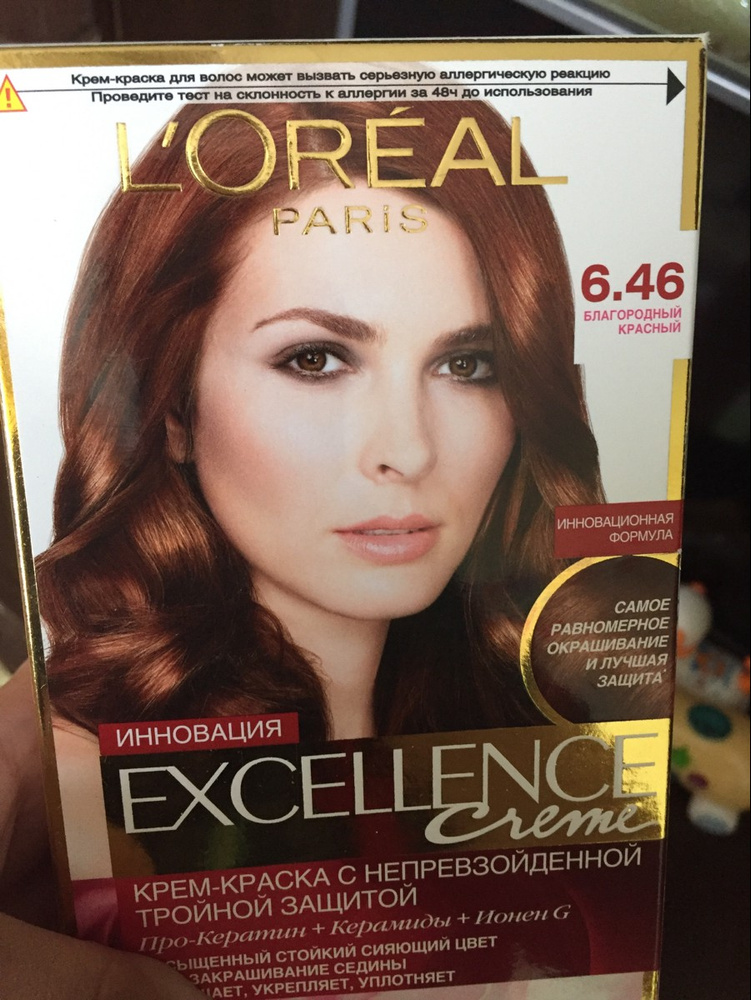 Крем-краска для волос может вызвать серьезную аллергическую реакцию
Проведите тест на склонность к аллергии за 48ч до использования
L'ORÉAL
PARIS
6.46
БЛАГОРОДНЫЙ
КРАСНЫЙ
ИННОВАЦИОННАЯ
ФОРМУЛА
САМОЕ
РАВНОМЕРНОЕ
ОКРАШИВАНИЕ
И ЛУЧШАЯ
ЗАЩИТА*
ИННОВАЦИЯ
EXCELLENCE
Creme
КРЕМ-КРАСКА С НЕПРЕВЗОЙДЕННОЙ
ТРОЙНОЙ ЗАЩИТОЙ
Про-Кератин + Керамиды + Ионен G
СТОЙКИЙ СИЯЮЩИЙ ЦВЕТ
ЗАКРАШИВАНИЕ СЕДИНЫ
УКРЕПЛЯЕТ, УПЛОТНЯЕТ